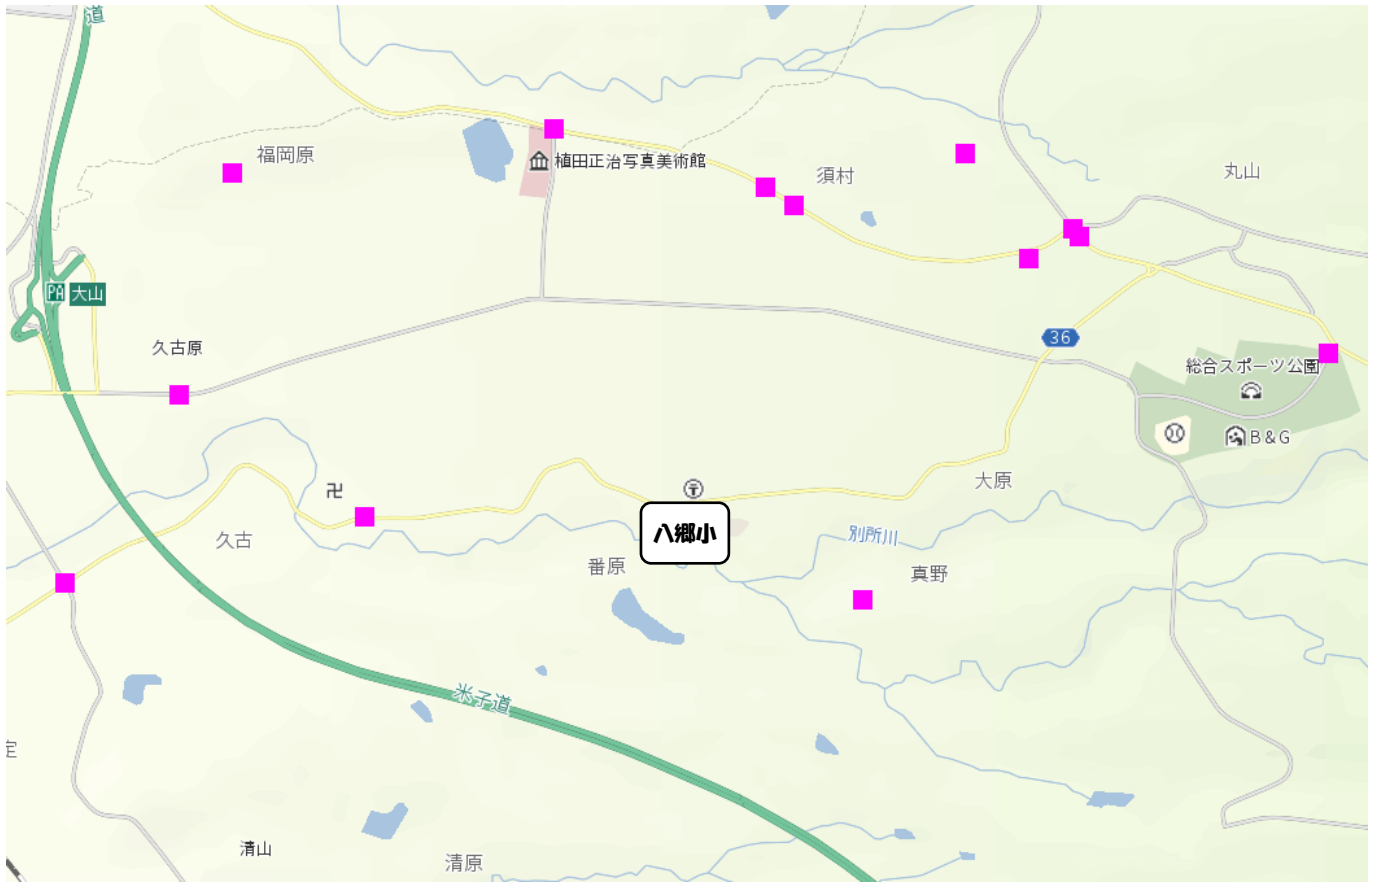 道
福岡原
植田正治写真美術館
須村
丸山
PA 大山
久古原
36
総合スポーツ公園
B&G
卍
大原
久古
八郷小
別所川
番原
真野
米子道
定
清山
清原